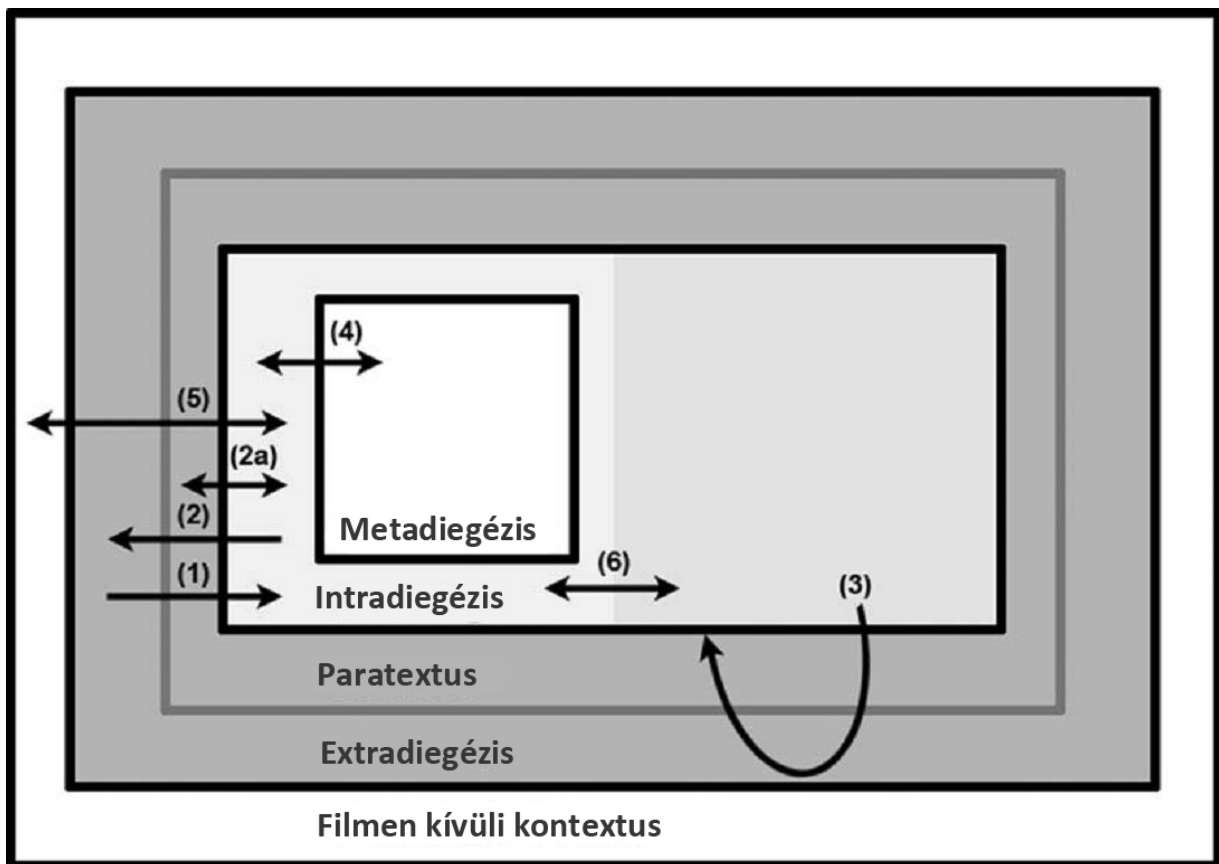 (4)
(5)
(2a)
(2)
Metadiegézis
(6)
(1)
(3)
Intradiegézis
Paratextus
Extradiegézis
Filmen kívüli kontextus